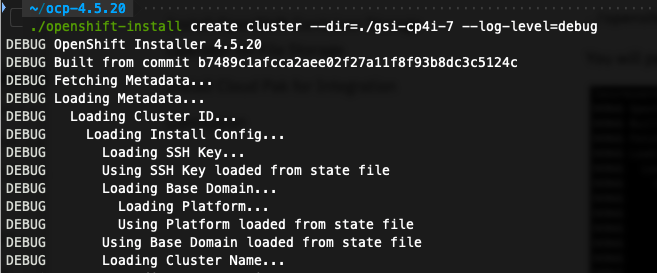 ~/ocp-4.5.20
./openshift-install create cluster --dir=./gsi-cp4i-7 --log-level=debug
DEBUG OpenShift Installer 4.5.20
DEBUG Built from commit b7489c1afcca2aee02f27a11f8f93b8dc3c5124c
DEBUG Fetching Metadata...
DEBUG Loading Metadata...
DEBUG   Loading Cluster ID...
DEBUG     Loading Install Config...
DEBUG       Loading SSH Key...
DEBUG       Using SSH Key loaded from state file
DEBUG       Loading Base Domain...
DEBUG         Loading Platform...
DEBUG         Using Platform loaded from state file
DEBUG       Using Base Domain loaded from state file
DEBUG       Loading Cluster Name...